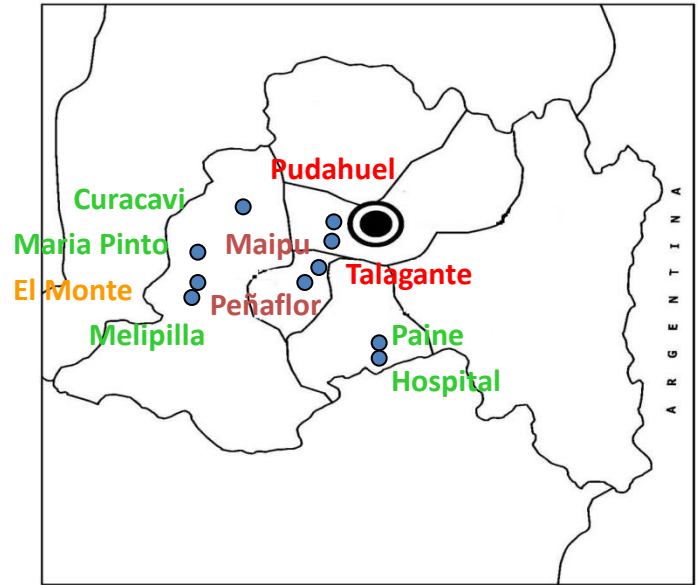 Pudahuel
Curacavi
Maria Pinto
Maipu
El Monte
Talagante
Peñaflor
Melipilla
Paine
Hospital
ARGENTINA